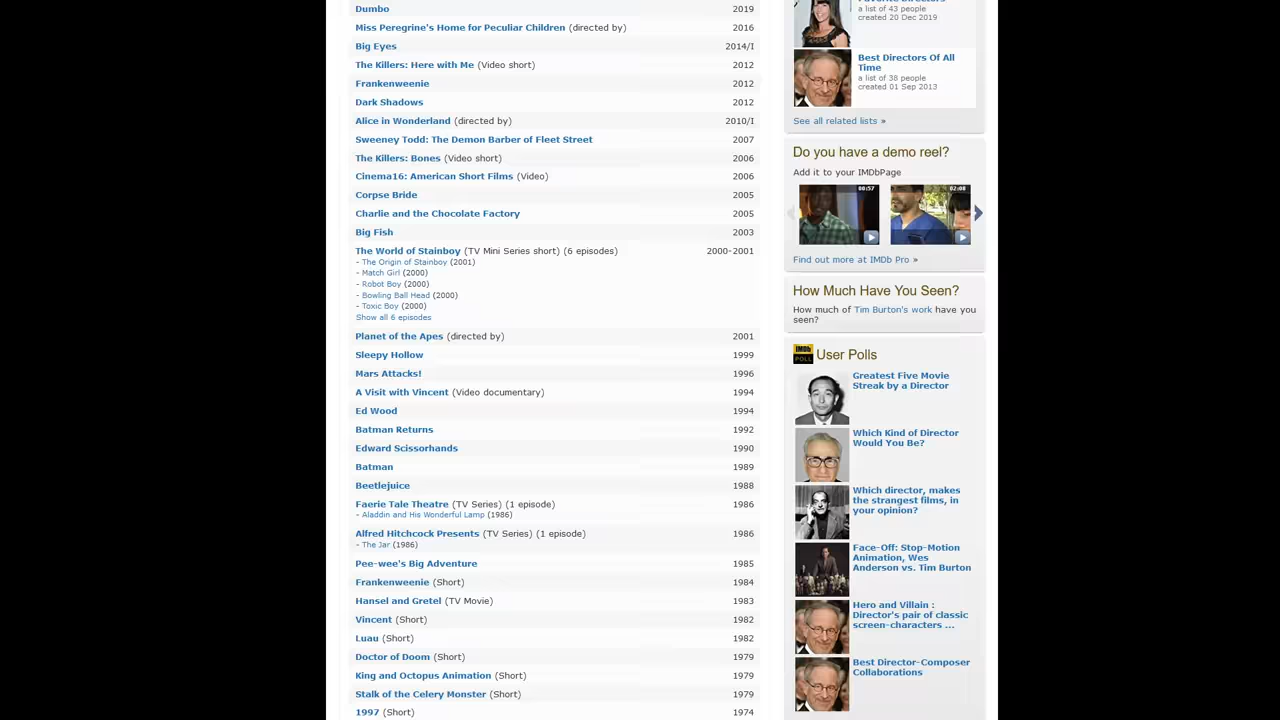 Dumbo 2019
Miss Peregrine's Home for Peculiar Children (directed by) 2016
Big Eyes 2014/I
The Killers: Here with Me (Video short) 2012
Frankenweenie 2012
Dark Shadows 2012
Alice in Wonderland (directed by) 2010/I
Sweeney Todd: The Demon Barber of Fleet Street 2007
The Killers: Bones (Video short) 2006
Cinema16: American Short Films (Video) 2006
Corpse Bride 2005
Charlie and the Chocolate Factory 2005
Big Fish 2003
The World of Stainboy (TV Mini Series short) (6 episodes) 2000-2001
- The Origin of Stainboy (2001)
- Match Girl (2000)
- Robot Boy (2000)
- Bowling Ball Head (2000)
- Toxic Boy (2000)
Show all 6 episodes
Planet of the Apes (directed by) 2001
Sleepy Hollow 1999
Mars Attacks! 1996
A Visit with Vincent (Video documentary) 1994
Ed Wood 1994
Batman Returns 1992
Edward Scissorhands 1990
Batman 1989
Beetlejuice 1988
Faerie Tale Theatre (TV Series) (1 episode) 1986
- Aladdin and His Wonderful Lamp (1986)
Alfred Hitchcock Presents (TV Series) (1 episode) 1986
- The Jar (1986)
Pee-wee's Big Adventure 1985
Frankenweenie (Short) 1984
Hansel and Gretel (TV Movie) 1983
Vincent (Short) 1982
Luau (Short) 1982
Doctor of Doom (Short) 1979
King and Octopus Animation (Short) 1979
Stalk of the Celery Monster (Short) 1979
1997 (Short) 1974
a list of 43 people
created 20 Dec 2019
Best Directors Of All
Time
a list of 38 people
created 01 Sep 2013
See all related lists »
Do you have a demo reel?
Add it to your IMDbPage
00:57 02:08
Find out more at IMDb Pro »
How Much Have You Seen?
How much of Tim Burton's work have you
seen?
IMDb
POLL
User Polls
Greatest Five Movie
Streak by a Director
Which Kind of Director
Would You Be?
Which director, makes
the strangest films, in
your opinion?
Face-Off: Stop-Motion
Animation, Wes
Anderson vs. Tim Burton
Hero and Villain :
Director's pair of classic
screen-characters ...
Best Director-Composer
Collaborations